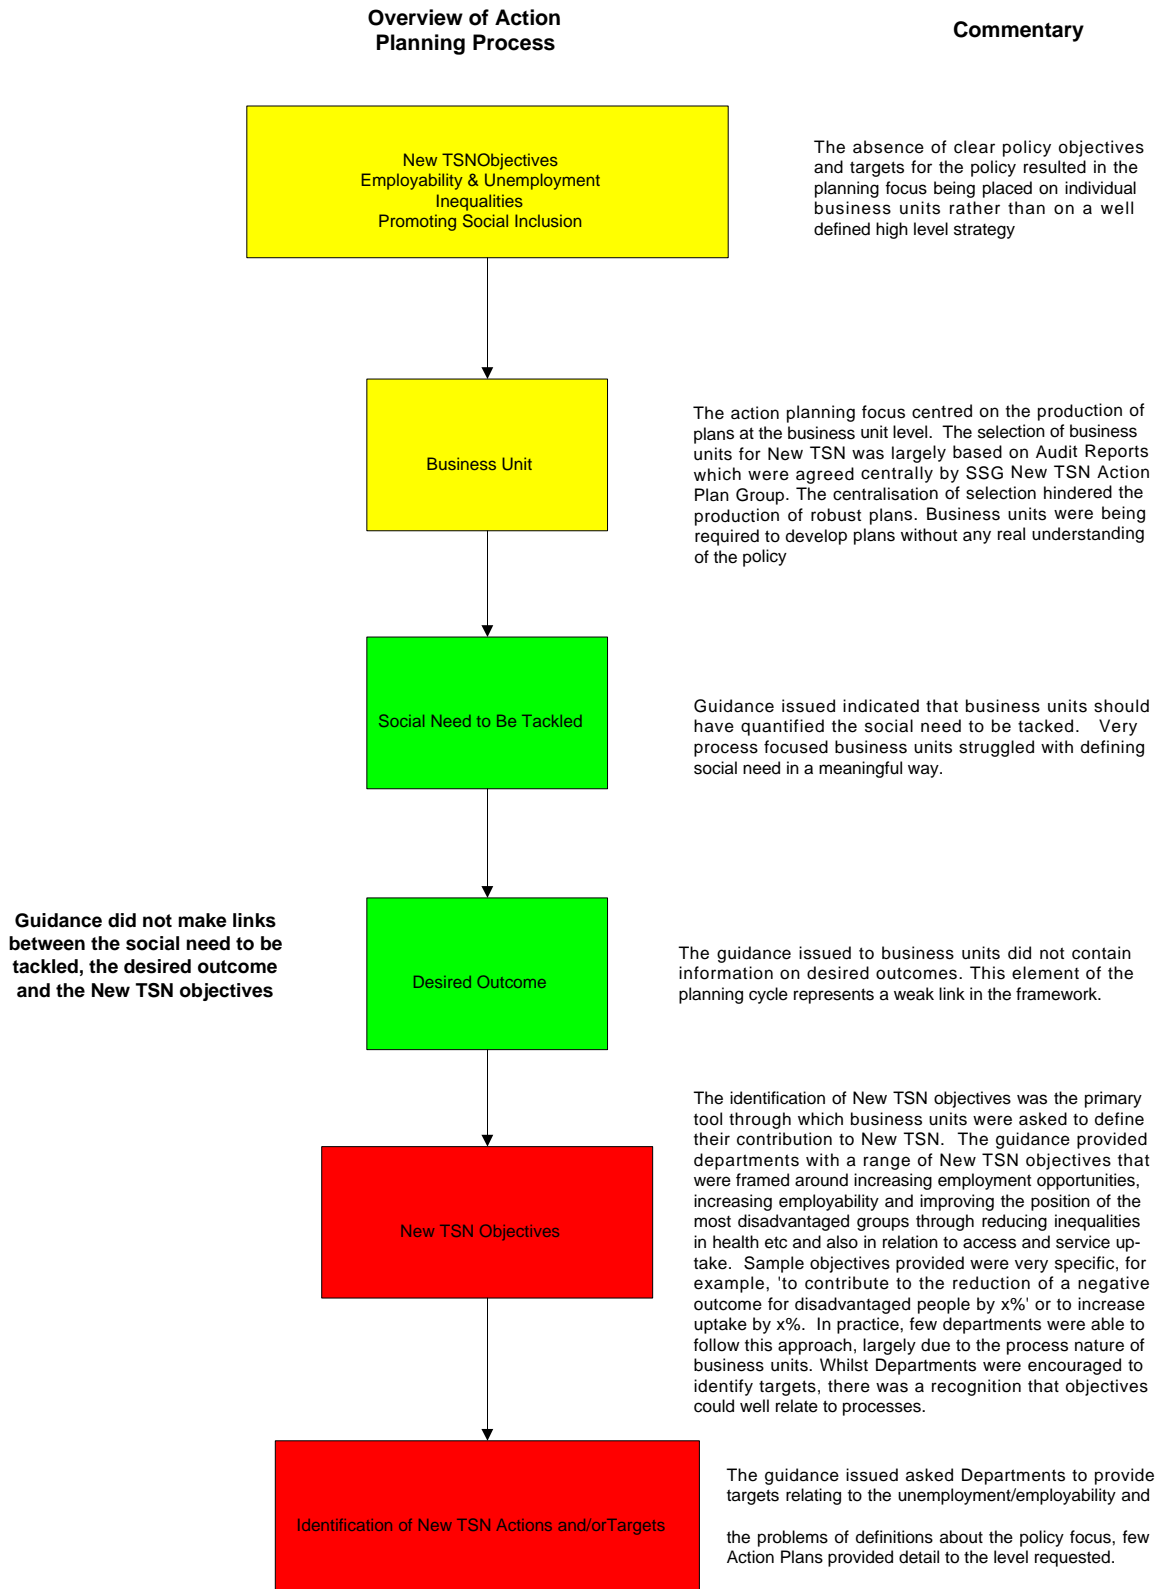 Overview of Action
Planning Process
Commentary
New TSNObjectives
Employability & Unemployment
Inequalities
Promoting Social Inclusion
The absence of clear policy objectives
and targets for the policy resulted in the
planning focus being placed on individual
business units rather than on a well
defined high level strategy
Business Unit
The action planning focus centred on the production of
plans at the business unit level. The selection of business
units for New TSN was largely based on Audit Reports
which were agreed centrally by SSG New TSN Action
Plan Group. The centralisation of selection hindered the
production of robust plans. Business units were being
required to develop plans without any real understanding
of the policy
Social Need to Be Tackled
Guidance issued indicated that business units should
have quantified the social need to be tacked. Very
process focused business units struggled with defining
social need in a meaningful way.
Guidance did not make links
between the social need to be
tackled, the desired outcome
and the New TSN objectives
Desired Outcome
The guidance issued to business units did not contain
information on desired outcomes. This element of the
planning cycle represents a weak link in the framework.
New TSN Objectives
The identification of New TSN objectives was the primary
tool through which business units were asked to define
their contribution to New TSN. The guidance provided
departments with a range of New TSN objectives that
were framed around increasing employment opportunities,
increasing employability and improving the position of the
most disadvantaged groups through reducing inequalities
in health etc and also in relation to access and service up-
take. Sample objectives provided were very specific, for
example, 'to contribute to the reduction of a negative
outcome for disadvantaged people by x%' or to increase
uptake by x%. In practice, few departments were able to
follow this approach, largely due to the process nature of
business units. Whilst Departments were encouraged to
identify targets, there was a recognition that objectives
could well relate to processes.
Identification of New TSN Actions and/orTargets
The guidance issued asked Departments to provide
targets relating to the unemployment/employability and
the problems of definitions about the policy focus, few
Action Plans provided detail to the level requested.